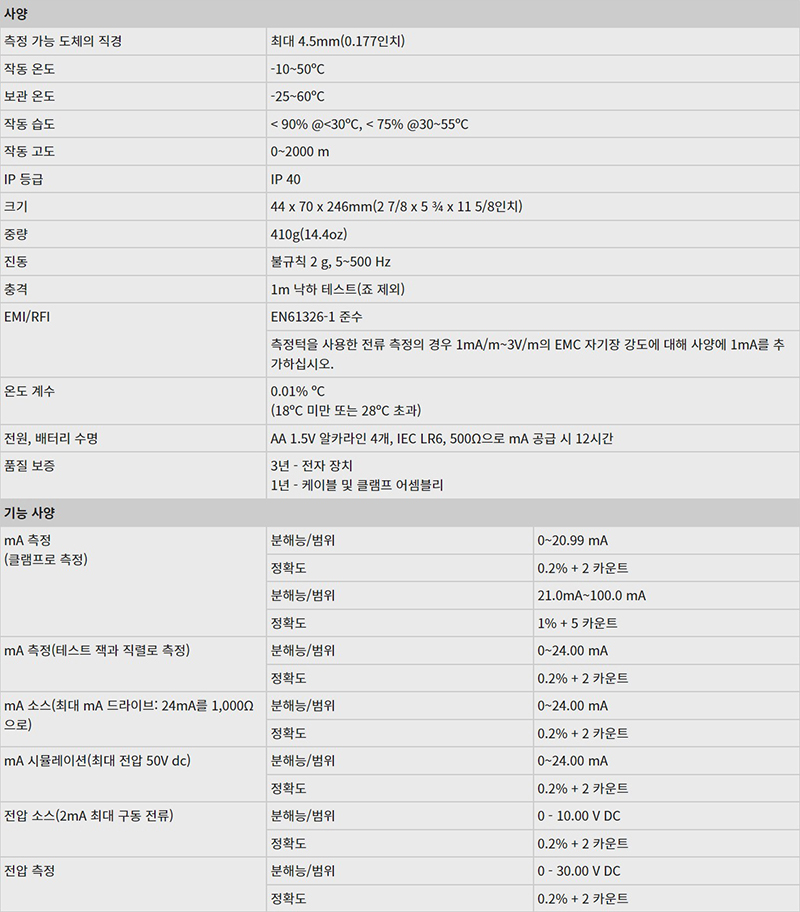 사양
측정 가능 도체의 직경 최대 4.5mm(0.177인치)
작동 온도 -10~50ºC
보관 온도 -25~60ºC
작동 습도 < 90% @<30ºC, < 75% @30~55ºC
작동 고도 0~2000 m
IP 등급 IP 40
크기 44 x 70 x 246mm(2 7/8 x 5 ¾ x 11 5/8인치)
중량 410g(14.4oz)
진동 불규칙 2 g, 5~500 Hz
충격 1m 낙하 테스트(죠 제외)
EMI/RFI EN61326-1 준수
측정턱을 사용한 전류 측정의 경우 1mA/m~3V/m의 EMC 자기장 강도에 대해 사양에 1mA를 추
가하십시오.
온도 계수 0.01% ºC
(18ºC 미만 또는 28ºC 초과)
전원, 배터리 수명 AA 1.5V 알카라인 4개, IEC LR6, 500Ω으로 mA 공급 시 12시간
품질 보증 3년 - 전자 장치
1년 - 케이블 및 클램프 어셈블리
기능 사양
mA 측정 분해능/범위 0~20.99 mA
(클램프로 측정)
정확도 0.2% + 2 카운트
분해능/범위 21.0mA~100.0 mA
정확도 1% + 5 카운트
mA 측정(테스트 잭과 직렬로 측정) 분해능/범위 0~24.00 mA
정확도 0.2% + 2 카운트
mA 소스(최대 mA 드라이브: 24mA를 1,000Ω 분해능/범위 0~24.00 mA
으로)
정확도 0.2% + 2 카운트
mA 시뮬레이션(최대 전압 50V dc) 분해능/범위 0~24.00 mA
정확도 0.2% + 2 카운트
전압 소스(2mA 최대 구동 전류) 분해능/범위 0 - 10.00 V DC
정확도 0.2% + 2 카운트
전압 측정 분해능/범위 0 - 30.00 V DC
정확도 0.2% + 2 카운트